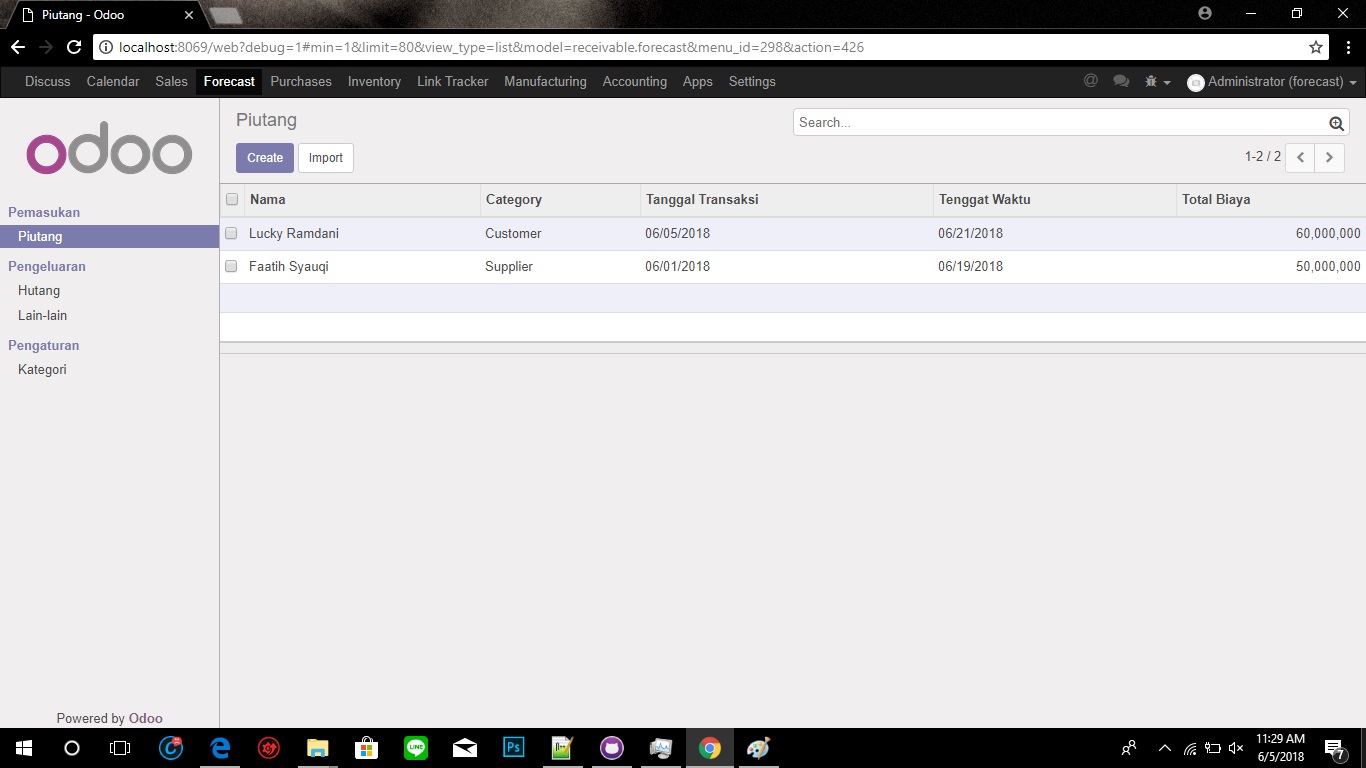 Piutang - Odoo
localhost:8069/web?debug=1#min=1&limit=80&view_type=list&model=receivable.forecast&menu_id=298&action=426
Discuss Calendar Sales Forecast Purchases Inventory Link Tracker Manufacturing Accounting Apps Settings @ Administrator (forecast)
odoo
Pemasukan
Piutang
Pengeluaran
Hutang
Lain-lain
Pengaturan
Kategori
Powered by Odoo
Piutang
Search...
Create Import
1-2 / 2
Nama Category Tanggal Transaksi Tenggat Waktu Total Biaya
Lucky Ramdani Customer 06/05/2018 06/21/2018 60,000,000
Faatih Syauqi Supplier 06/01/2018 06/19/2018 50,000,000
LINE
Ps
11:29 AM
6/5/2018
7